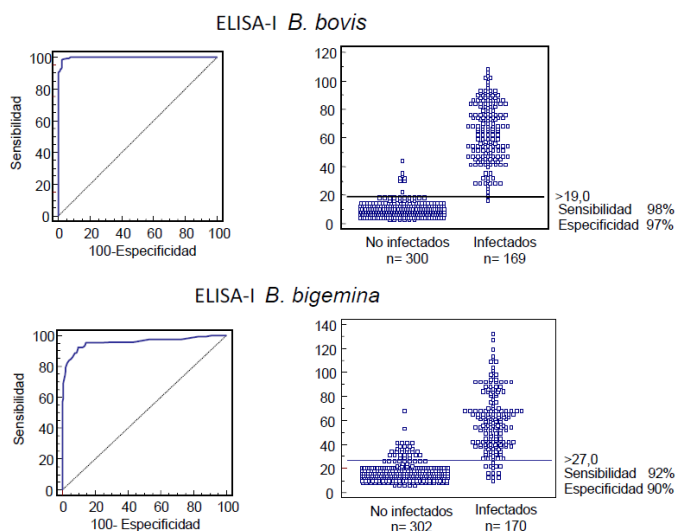 ELISA-I B. bovis
Sensibilidad
100
80
60
40
20
0
0 20 40 60 80 100
100-Especificidad
120
100
80
60
40
20
0
>19,0
Sensibilidad 98%
Especificidad 97%
No infectados Infectados
n= 300 n= 169
ELISA-I B. bigemina
Sensibilidad
100
80
60
40
20
0
0 20 40 60 80 100
100- Especificidad
140
120
100
80
60
40
20
0
>27,0
Sensibilidad 92%
Especificidad 90%
No infectados Infectados
n= 302 n= 170